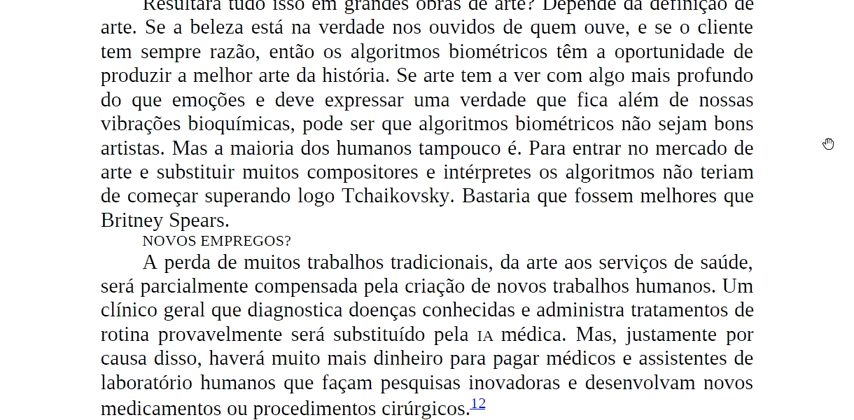 Resultará tudo isso em grandes obras de arte? Depende da definição de
arte. Se a beleza está na verdade nos ouvidos de quem ouve, e se o cliente
tem sempre razão, então os algoritmos biométricos têm a oportunidade de
produzir a melhor arte da história. Se arte tem a ver com algo mais profundo
do que emoções e deve expressar uma verdade que fica além de nossas
vibrações bioquímicas, pode ser que algoritmos biométricos não sejam bons
artistas. Mas a maioria dos humanos tampouco é. Para entrar no mercado de
arte e substituir muitos compositores e intérpretes os algoritmos não teriam
de começar superando logo Tchaikovsky. Bastaria que fossem melhores que
Britney Spears.
NOVOS EMPREGOS?
A perda de muitos trabalhos tradicionais, da arte aos serviços de saúde,
será parcialmente compensada pela criação de novos trabalhos humanos. Um
clínico geral que diagnostica doenças conhecidas e administra tratamentos de
rotina provavelmente será substituído pela IA médica. Mas, justamente por
causa disso, haverá muito mais dinheiro para pagar médicos e assistentes de
laboratório humanos que façam pesquisas inovadoras e desenvolvam novos
medicamentos ou procedimentos cirúrgicos.12